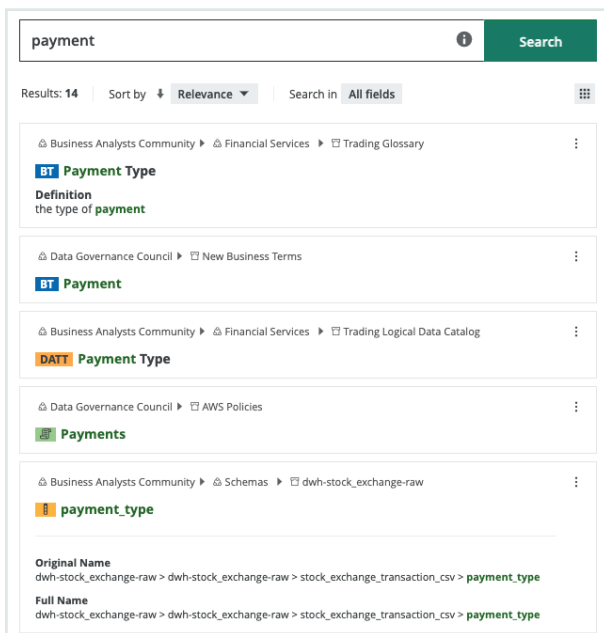 payment
Search
Results: 14 Sort by Relevance Search in All fields
Business Analysts Community Financial Services Trading Glossary
BT Payment Type
Definition
the type of payment
Data Governance Council New Business Terms
BT Payment
Business Analysts Community Financial Services Trading Logical Data Catalog
DATT Payment Type
Data Governance Council AWS Policies
Payments
Business Analysts Community Schemas dwh-stock_exchange-raw
payment_type
Original Name
dwh-stock_exchange-raw > dwh-stock_exchange-raw > stock_exchange_transaction_csv > payment_type
Full Name
dwh-stock_exchange-raw > dwh-stock_exchange-raw > stock_exchange_transaction_csv > payment_type